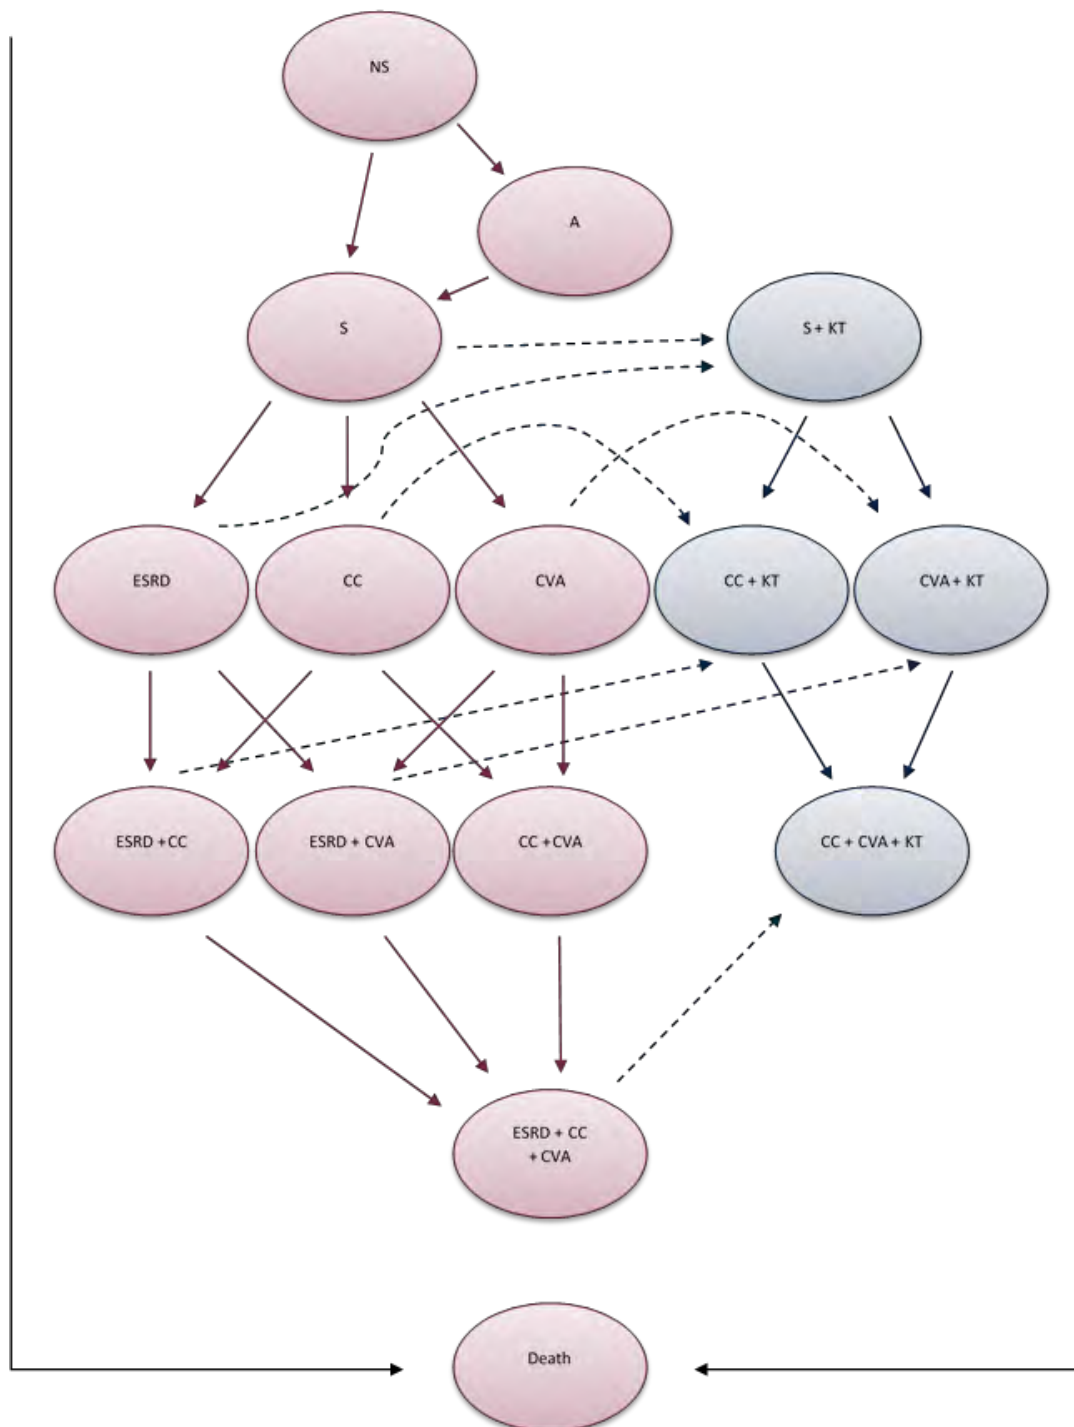 NS
A
S
S + KT
ESRD
CC
CVA
CC + KT
CVA + KT
ESRD +CC
ESRD + CVA
CC +CVA
CC + CVA + KT
ESRD + CC
+ CVA
Death